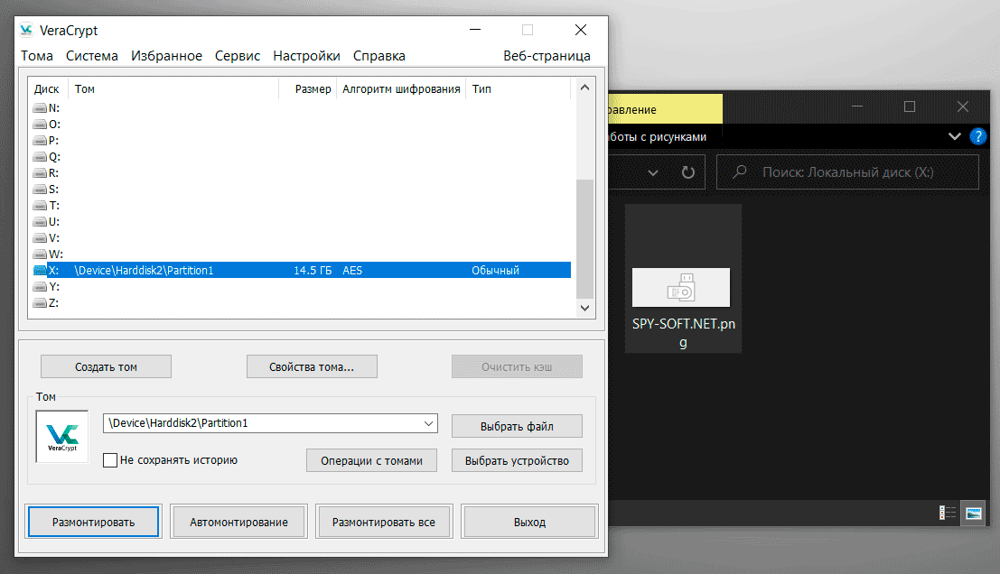 VeraCrypt
Тома Система Избранное Сервис Настройки Справка Веб-страница
Диск Том Размер Алгоритм шифрования Тип
N:
O:
P:
Q:
R:
S:
T:
U:
V:
W:
X: \Device\Harddisk2\Partition1 14.5 ГБ AES Обычный
Y:
Z:
Создать том Свойства тома... Очистить кэш
Том
VeraCrypt
\Device\Harddisk2\Partition1 Выбрать файл
Не сохранять историю Операции с томами Выбрать устройство
Размонтировать Автомонтирование Размонтировать все Выход
равление
боты с рисунками
?
Поиск: Локальный диск (X:)
SPY-SOFT.NET.pn
g